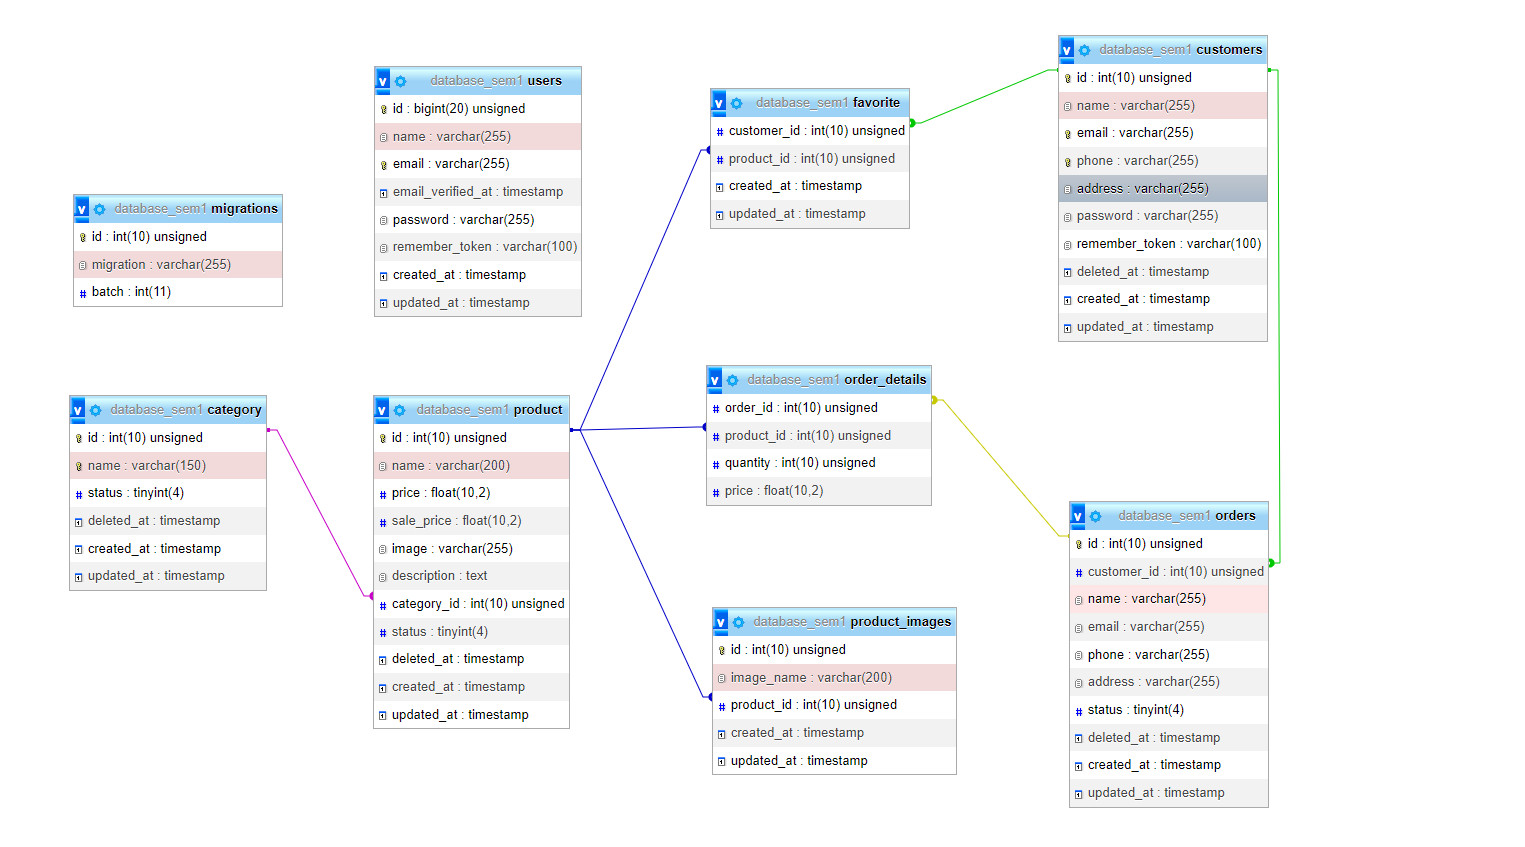 database_sem1 migrations
id : int(10) unsigned
migration : varchar(255)
batch : int(11)
database_sem1 users
id : bigint(20) unsigned
name : varchar(255)
email : varchar(255)
email_verified_at : timestamp
password : varchar(255)
remember_token : varchar(100)
created_at : timestamp
updated_at : timestamp
database_sem1 favorite
customer_id : int(10) unsigned
product_id : int(10) unsigned
created_at : timestamp
updated_at : timestamp
database_sem1 customers
id : int(10) unsigned
name : varchar(255)
email : varchar(255)
phone : varchar(255)
address : varchar(255)
password : varchar(255)
remember_token : varchar(100)
deleted_at : timestamp
created_at : timestamp
updated_at : timestamp
database_sem1 category
id : int(10) unsigned
name : varchar(150)
status : tinyint(4)
deleted_at : timestamp
created_at : timestamp
updated_at : timestamp
database_sem1 product
id : int(10) unsigned
name : varchar(200)
price : float(10,2)
sale_price : float(10,2)
image : varchar(255)
description : text
category_id : int(10) unsigned
status : tinyint(4)
deleted_at : timestamp
created_at : timestamp
updated_at : timestamp
database_sem1 order_details
order_id : int(10) unsigned
product_id : int(10) unsigned
quantity : int(10) unsigned
price : float(10,2)
database_sem1 product_images
id : int(10) unsigned
image_name : varchar(200)
product_id : int(10) unsigned
created_at : timestamp
updated_at : timestamp
database_sem1 orders
id : int(10) unsigned
customer_id : int(10) unsigned
name : varchar(255)
email : varchar(255)
phone : varchar(255)
address : varchar(255)
status : tinyint(4)
deleted_at : timestamp
created_at : timestamp
updated_at : timestamp